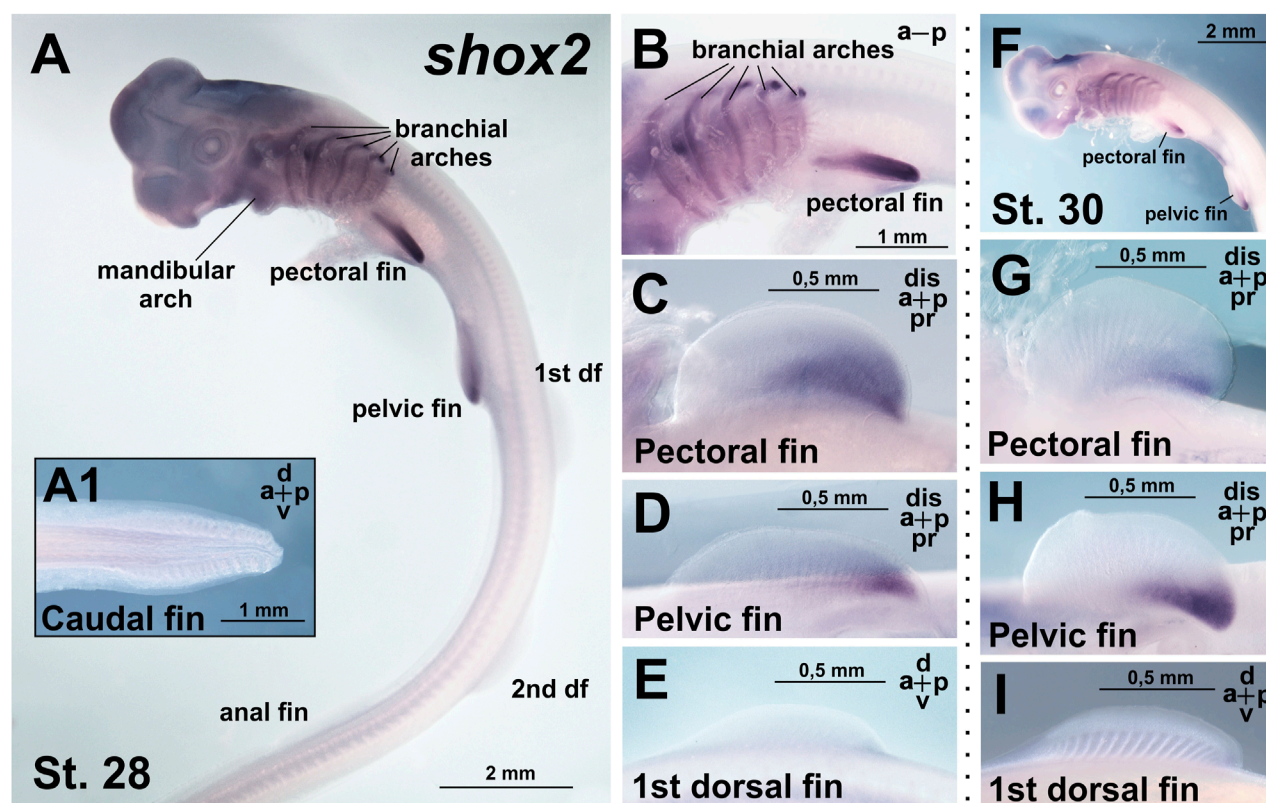 A
shox2
branchial
arches
mandibular
arch
pectoral fin
pelvic fin
1st df
2nd df
anal fin
St. 28
2 mm
A1
d
a+p
v
Caudal fin
1 mm
B
a–p
branchial arches
pectoral fin
1 mm
C
0,5 mm
dis
a+p
pr
Pectoral fin
D
0,5 mm
dis
a+p
pr
Pelvic fin
E
0,5 mm
d
a+p
v
1st dorsal fin
F
2 mm
pectoral fin
pelvic fin
St. 30
G
0,5 mm
dis
a+p
pr
Pectoral fin
H
0,5 mm
dis
a+p
pr
Pelvic fin
I
0,5 mm
d
a+p
v
1st dorsal fin